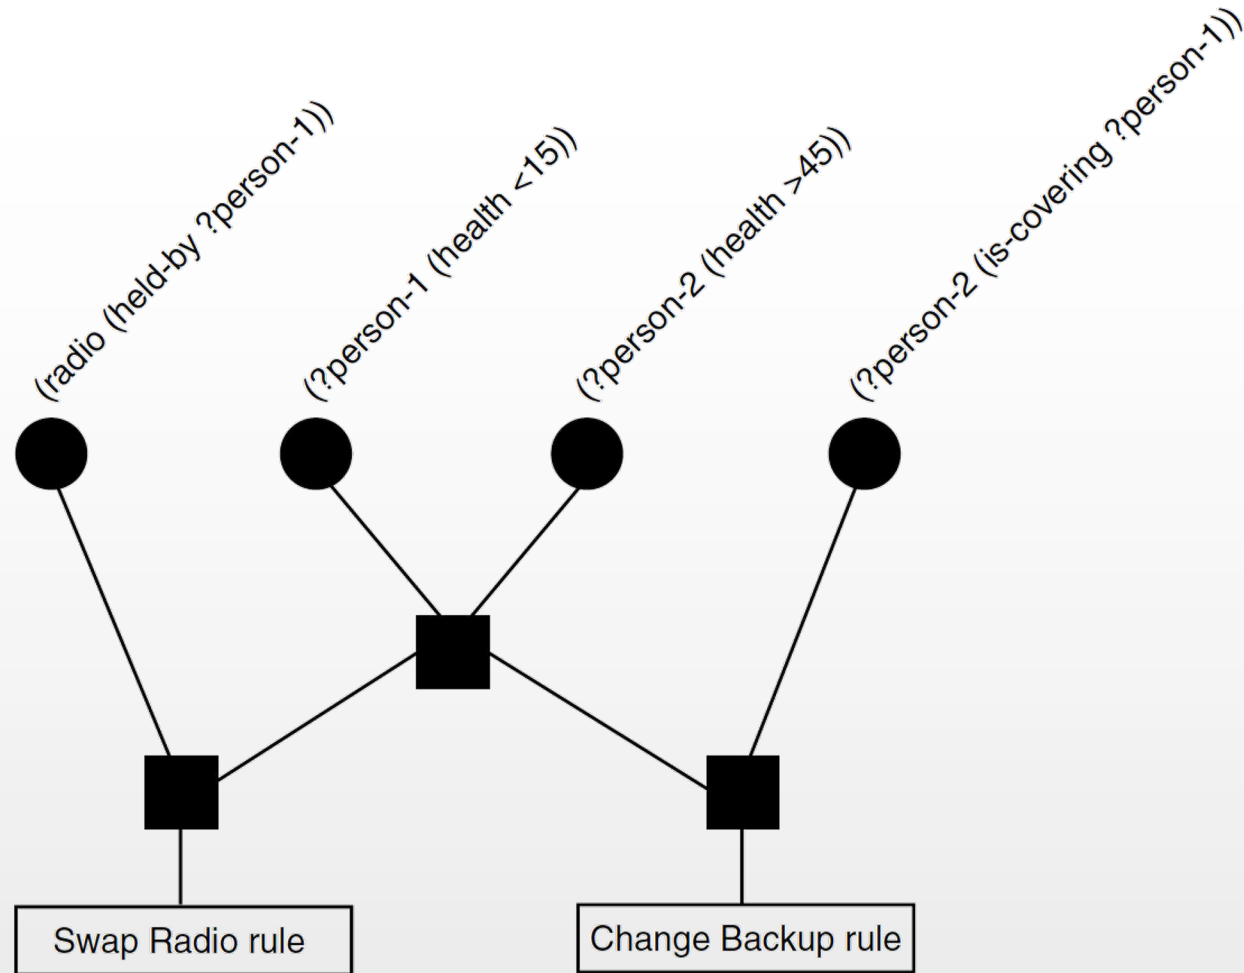 (radio (held-by ?person-1))
(?person-1 (health <15))
(?person-2 (health >45))
(?person-2 (is-covering ?person-1))
Swap Radio rule
Change Backup rule